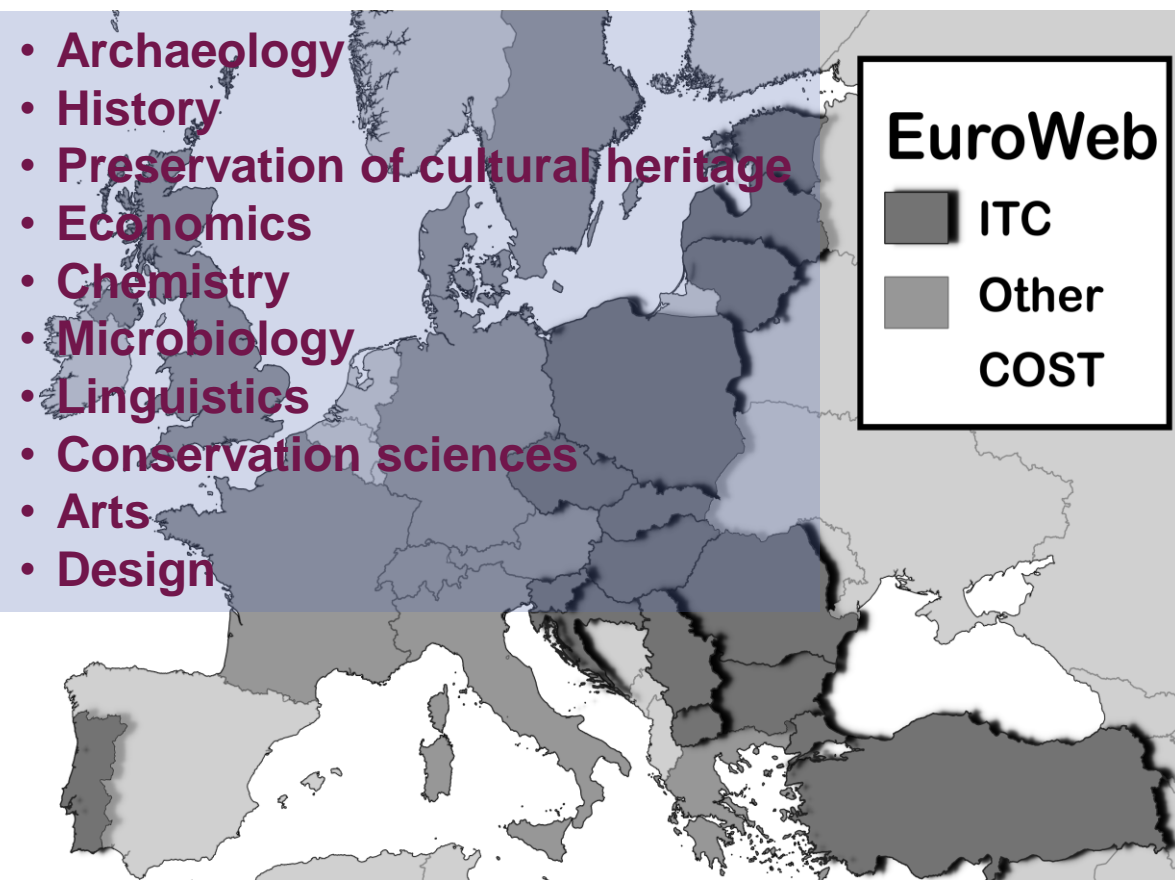 • Archaeology
• History
• Preservation of cultural heritage
• Economics
• Chemistry
• Microbiology
• Linguistics
• Conservation sciences
• Arts
• Design
EuroWeb
ITC
Other
COST